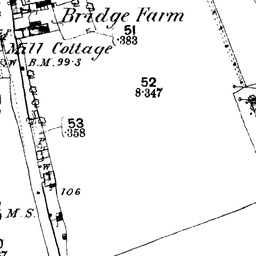 Bridge Farm
51
.383
Mill Cottage
B.M. 99.3
52
8.347
53
.358
P
W
106
M.S.